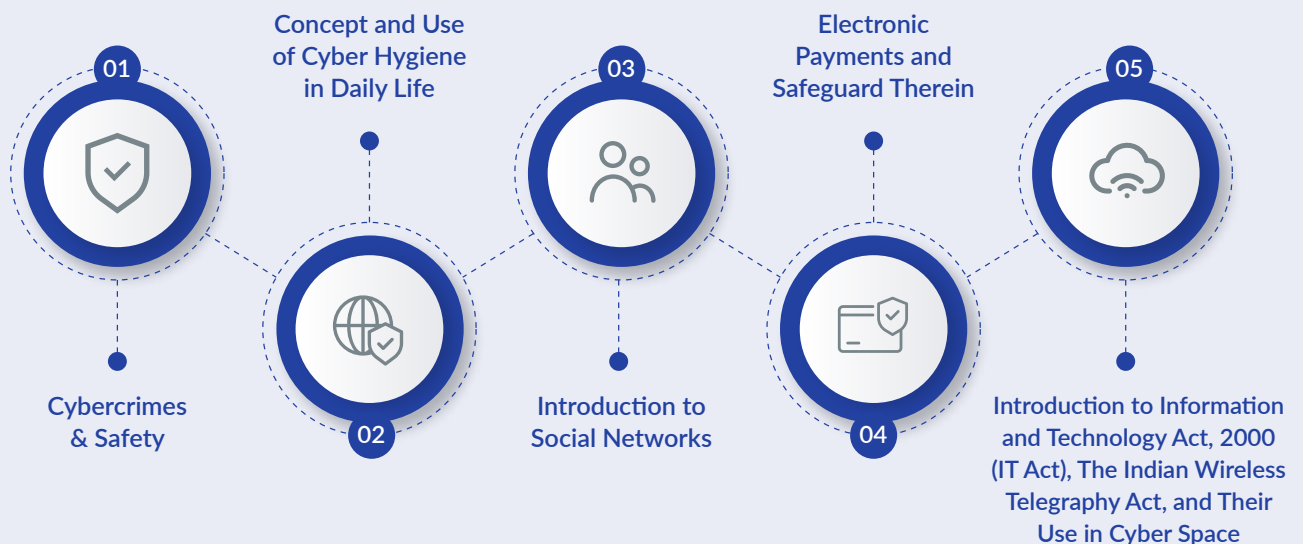 01
Cybercrimes
& Safety
Concept and Use
of Cyber Hygiene
in Daily Life
02
03
Introduction to
Social Networks
Electronic
Payments and
Safeguard Therein
04
05
Introduction to Information
and Technology Act, 2000
(IT Act), The Indian Wireless
Telegraphy Act, and Their
Use in Cyber Space